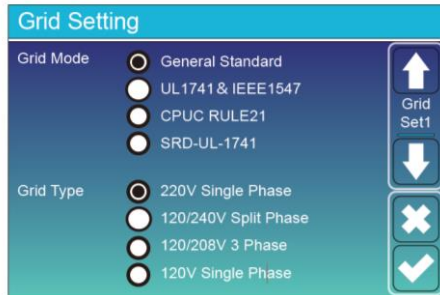 Grid Setting
Grid Mode
General Standard
UL1741 & IEEE1547
CPUC RULE21
SRD-UL-1741
Grid Type
220V Single Phase
120/240V Split Phase
120/208V 3 Phase
120V Single Phase
Grid
Set1